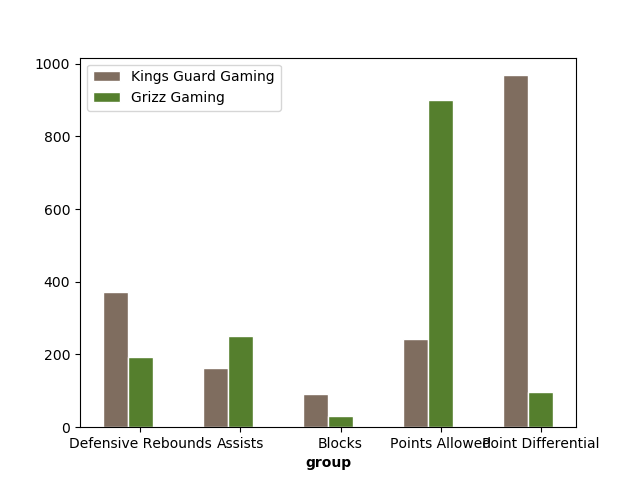 1000
800
600
400
200
0
Kings Guard Gaming
Grizz Gaming
Defensive Rebounds Assists Blocks Points Allowed Point Differential
group